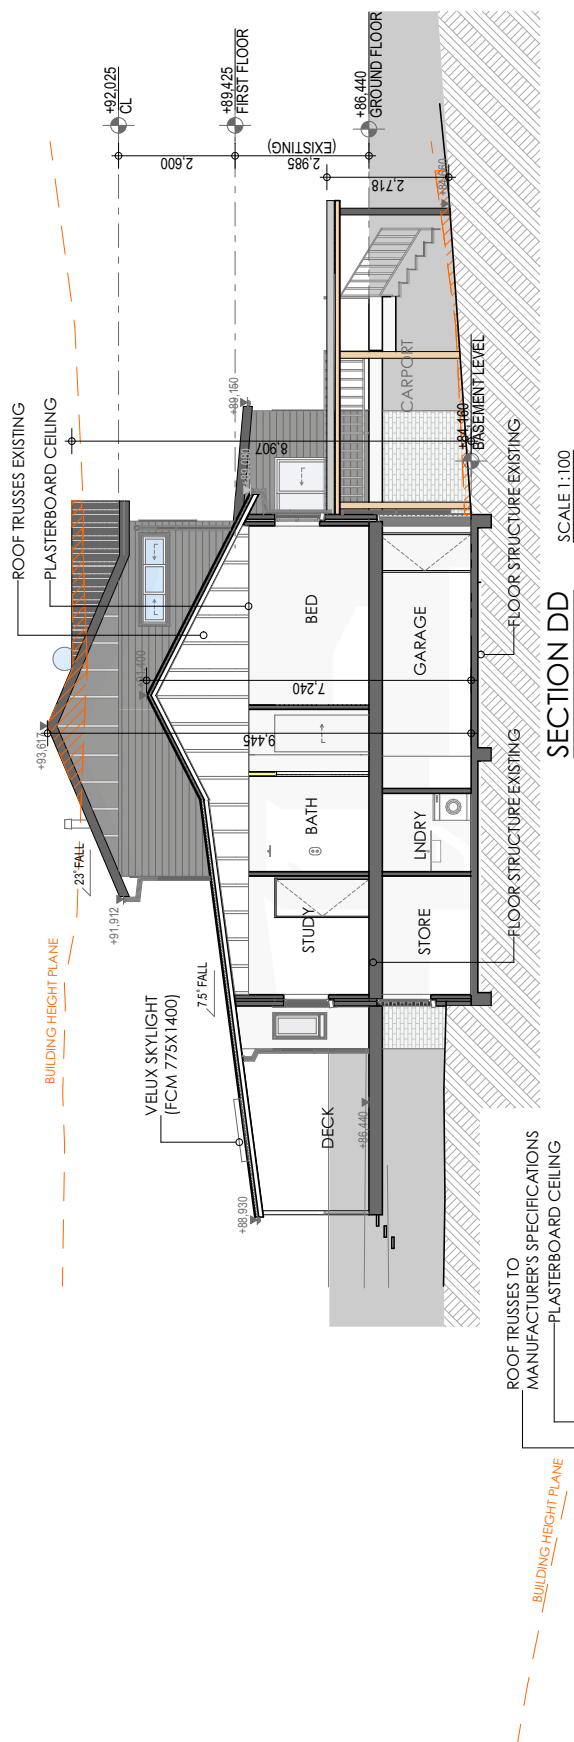 ROOF TRUSSES EXISTING
PLASTERBOARD CEILING
BUILDING HEIGHT PLANE
VELUX SKYLIGHT
(FCM 775X1400)
7.5° FALL
23° FALL
+93,617
+91,912
+88,930
+86,440
+89,080
+89,150
8,907
7,240
9,445
+92,025
CL
+89,425
FIRST FLOOR
+86,440
GROUND FLOOR
2,600
2,985
(EXISTING)
2,718
DECK
STUDY
BATH
BED
STORE
LNDRY
GARAGE
CARPORT
+84,160
BASEMENT LEVEL
FLOOR STRUCTURE EXISTING
FLOOR STRUCTURE EXISTING
SECTION DD
SCALE 1:100
ROOF TRUSSES TO
MANUFACTURER'S SPECIFICATIONS
PLASTERBOARD CEILING
BUILDING HEIGHT PLANE